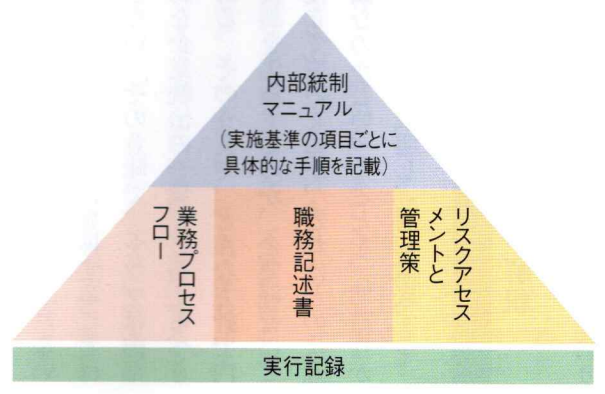 内部統制
マニュアル
（実施基準の項目ごとに
具体的な手順を記載）
業務プロセス
フロー
職務記述書
リスクアセス
メントと
管理策
実行記録